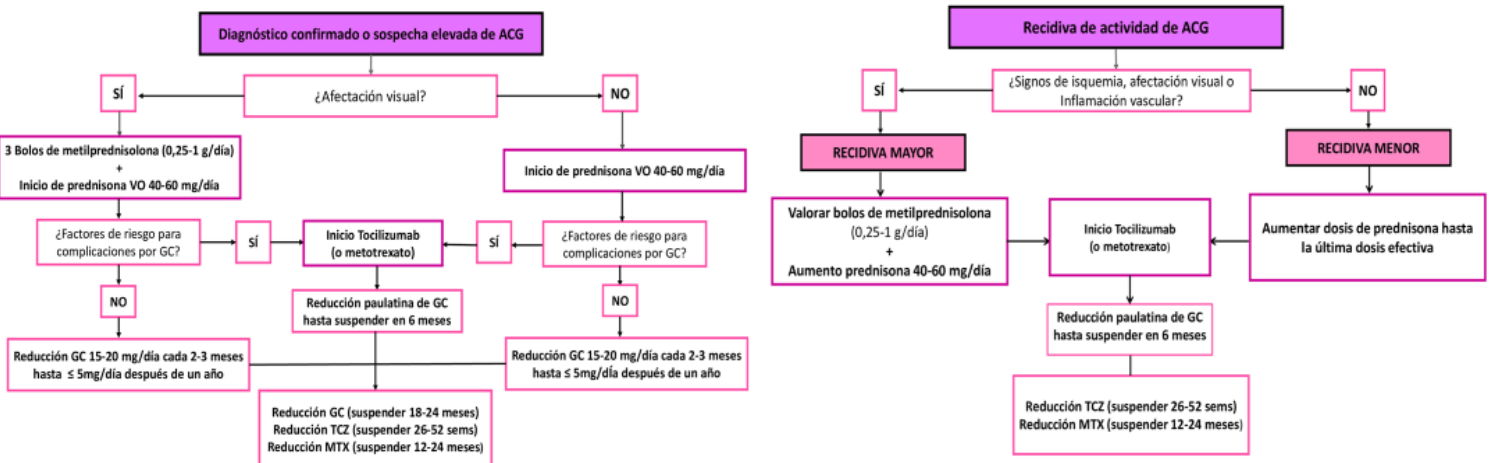 Diagnóstico confirmado o sospecha elevada de ACG
¿Afectación visual?
SÍ
NO
3 Bolos de metilprednisolona (0,25-1 g/día)
+
Inicio de prednisona VO 40-60 mg/día
Inicio de prednisona VO 40-60 mg/día
¿Factores de riesgo para
complicaciones por GC?
SÍ
Inicio Tocilizumab
(o metotrexato)
SÍ
¿Factores de riesgo para
complicaciones por GC?
NO
Reducción paulatina de GC
hasta suspender en 6 meses
NO
Reducción GC 15-20 mg/día cada 2-3 meses
hasta ≤ 5mg/día después de un año
Reducción GC 15-20 mg/día cada 2-3 meses
hasta ≤ 5 mg/día después de un año
Reducción GC (suspender 18-24 meses)
Reducción TCZ (suspender 26-52 sems)
Reducción MTX (suspender 12-24 meses)
Recidiva de actividad de ACG
¿Signos de isquemia, afectación visual o
Inflamación vascular?
SÍ
NO
RECIDIVA MAYOR
RECIDIVA MENOR
Valorar bolos de metilprednisolona
(0,25-1 g/día)
+
Aumento prednisona 40-60 mg/día
Inicio Tocilizumab
(o metotrexato)
Aumentar dosis de prednisona hasta
la última dosis efectiva
Reducción paulatina de GC
hasta suspender en 6 meses
Reducción TCZ (suspender 26-52 sems)
Reducción MTX (suspender 12-24 meses)